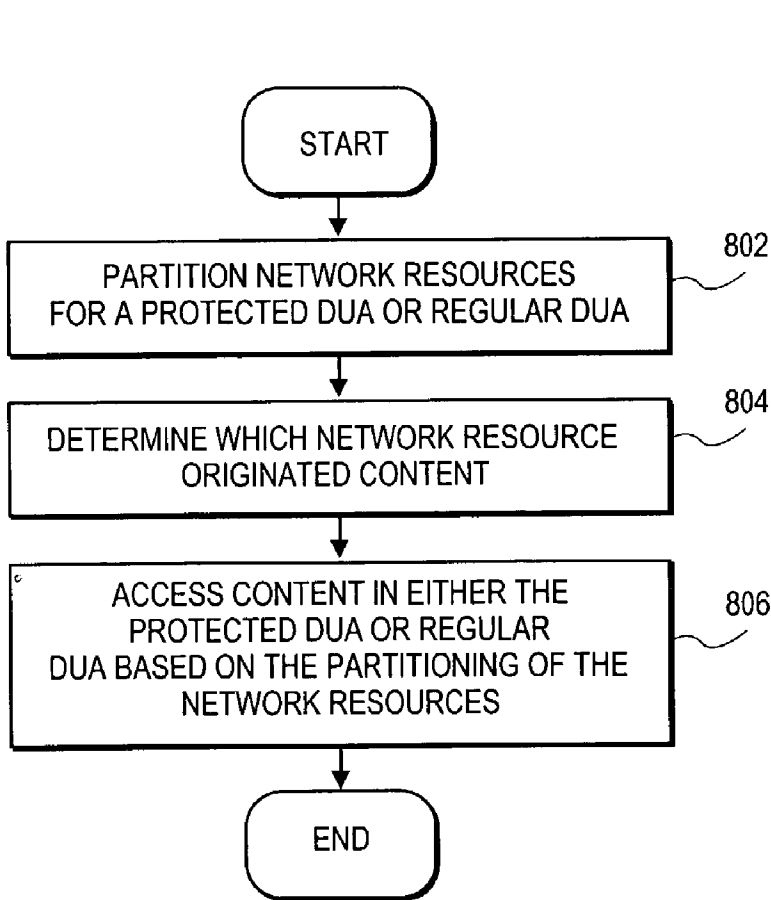 START
802
PARTITION NETWORK RESOURCES
FOR A PROTECTED DUA OR REGULAR DUA
804
DETERMINE WHICH NETWORK RESOURCE
ORIGINATED CONTENT
806
ACCESS CONTENT IN EITHER THE
PROTECTED DUA OR REGULAR
DUA BASED ON THE PARTITIONING OF THE
NETWORK RESOURCES
END